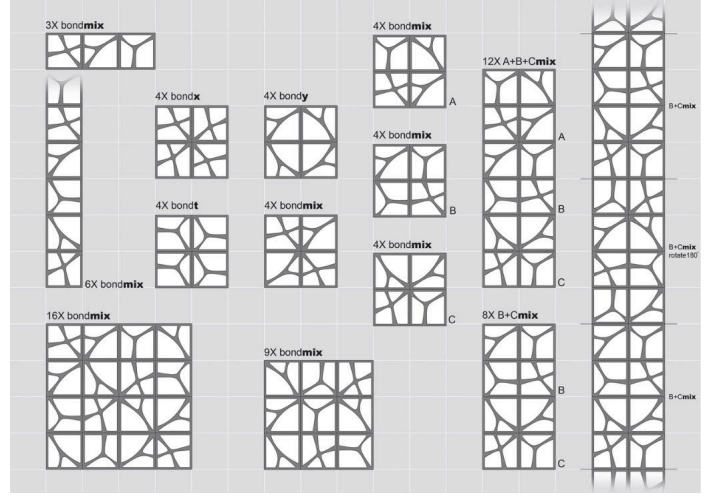 3X bondmix
4X bondmix
A
12X A+B+Cmix
4X bondx
4X bondy
B+Cmix
A
4X bondmix
B
4X bondt
4X bondmix
B
4X bondmix
B+Cmix
rotate180°
6X bondmix
C
C
16X bondmix
8X B+Cmix
9X bondmix
B
B+Cmix
C